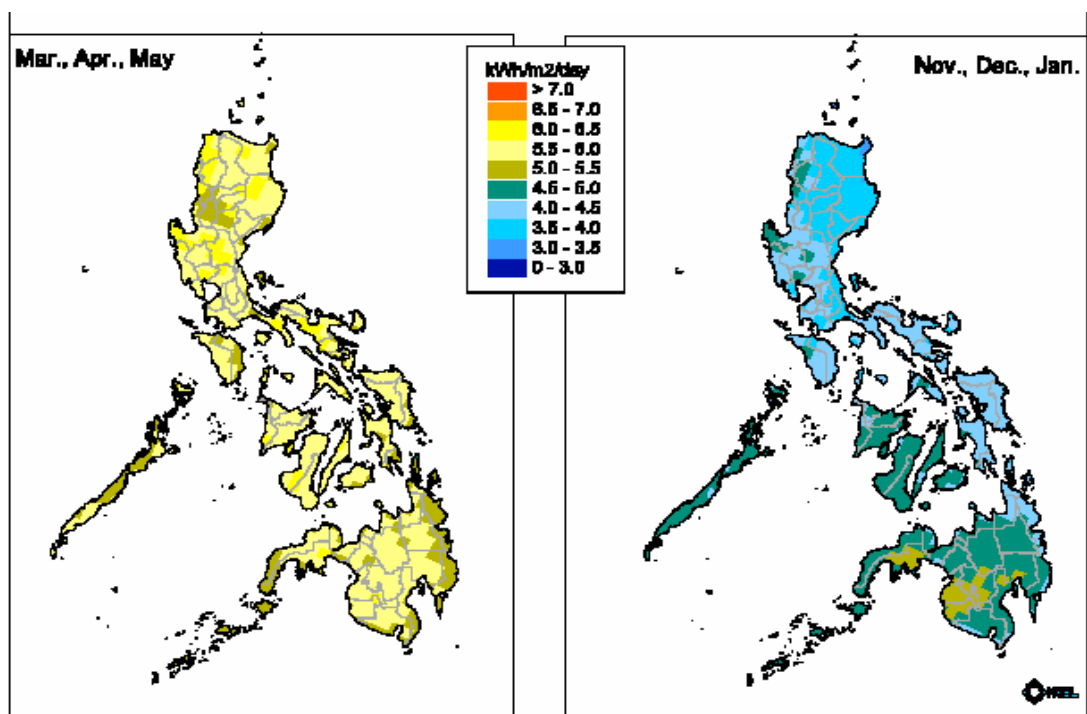 Mar., Apr., May
kWh/m2/day
> 7.0
6.5 - 7.0
6.0 - 6.5
5.5 - 6.0
5.0 - 5.5
4.5 - 5.0
4.0 - 4.5
3.5 - 4.0
3.0 - 3.5
0 - 3.0
Nov., Dec., Jan.
NREL